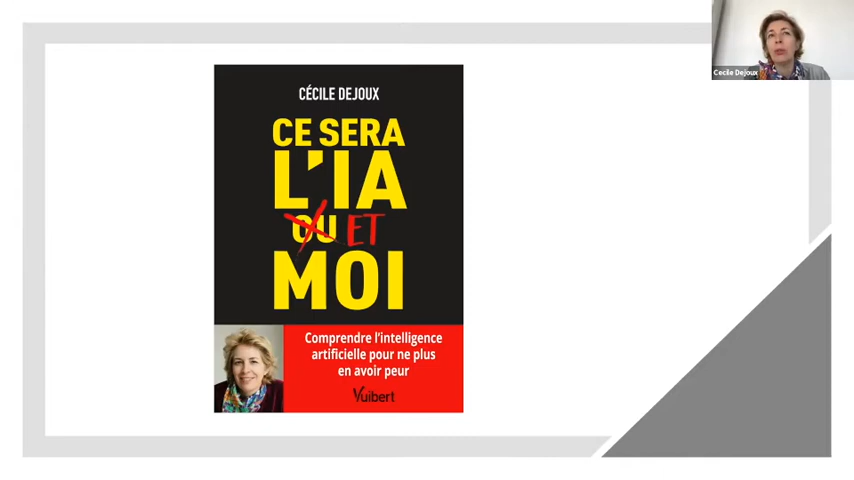 CÉCILE DEJOUX
CE SERA
L'IA
OU ET
MOI
Comprendre l'intelligence
artificielle pour ne plus
en avoir peur
Vuibert
Cecile Dejoux